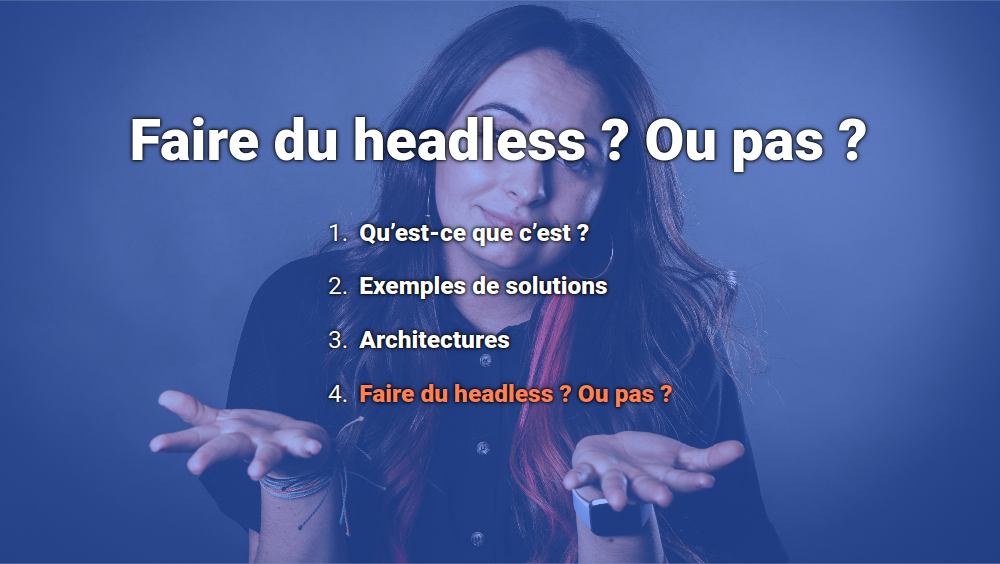 Faire du headless ? Ou pas ?
1. Qu’est-ce que c’est ?
2. Exemples de solutions
3. Architectures
4. Faire du headless ? Ou pas ?